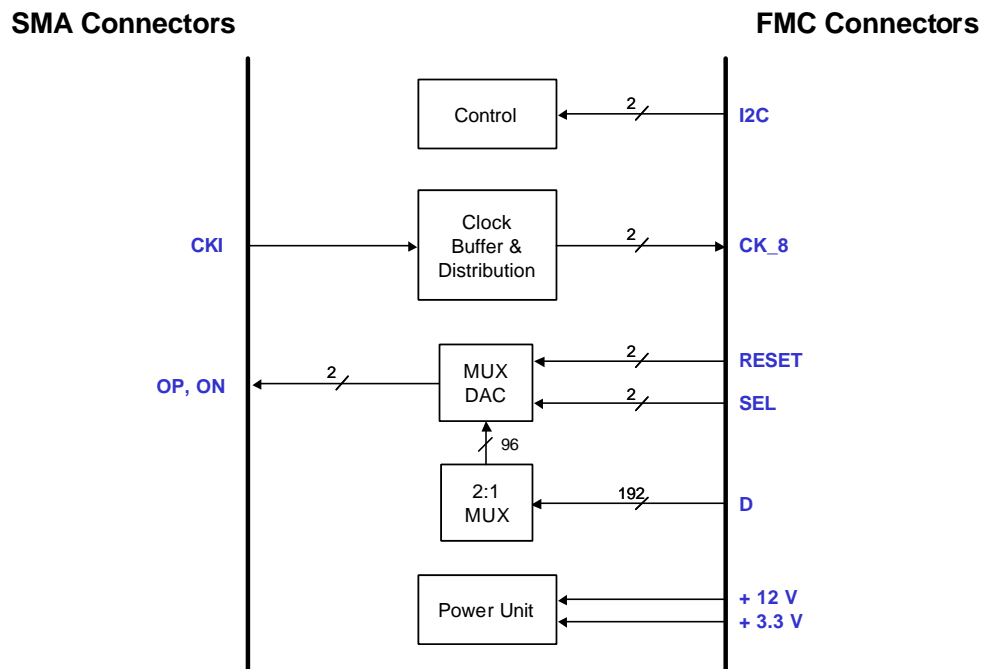 SMA Connectors
FMC Connectors
Control
2
I2C
CKI
Clock
Buffer &
Distribution
2
CK_8
OP, ON
2
MUX
DAC
2
RESET
2
SEL
96
2:1
MUX
192
D
Power Unit
+ 12 V
+ 3.3 V